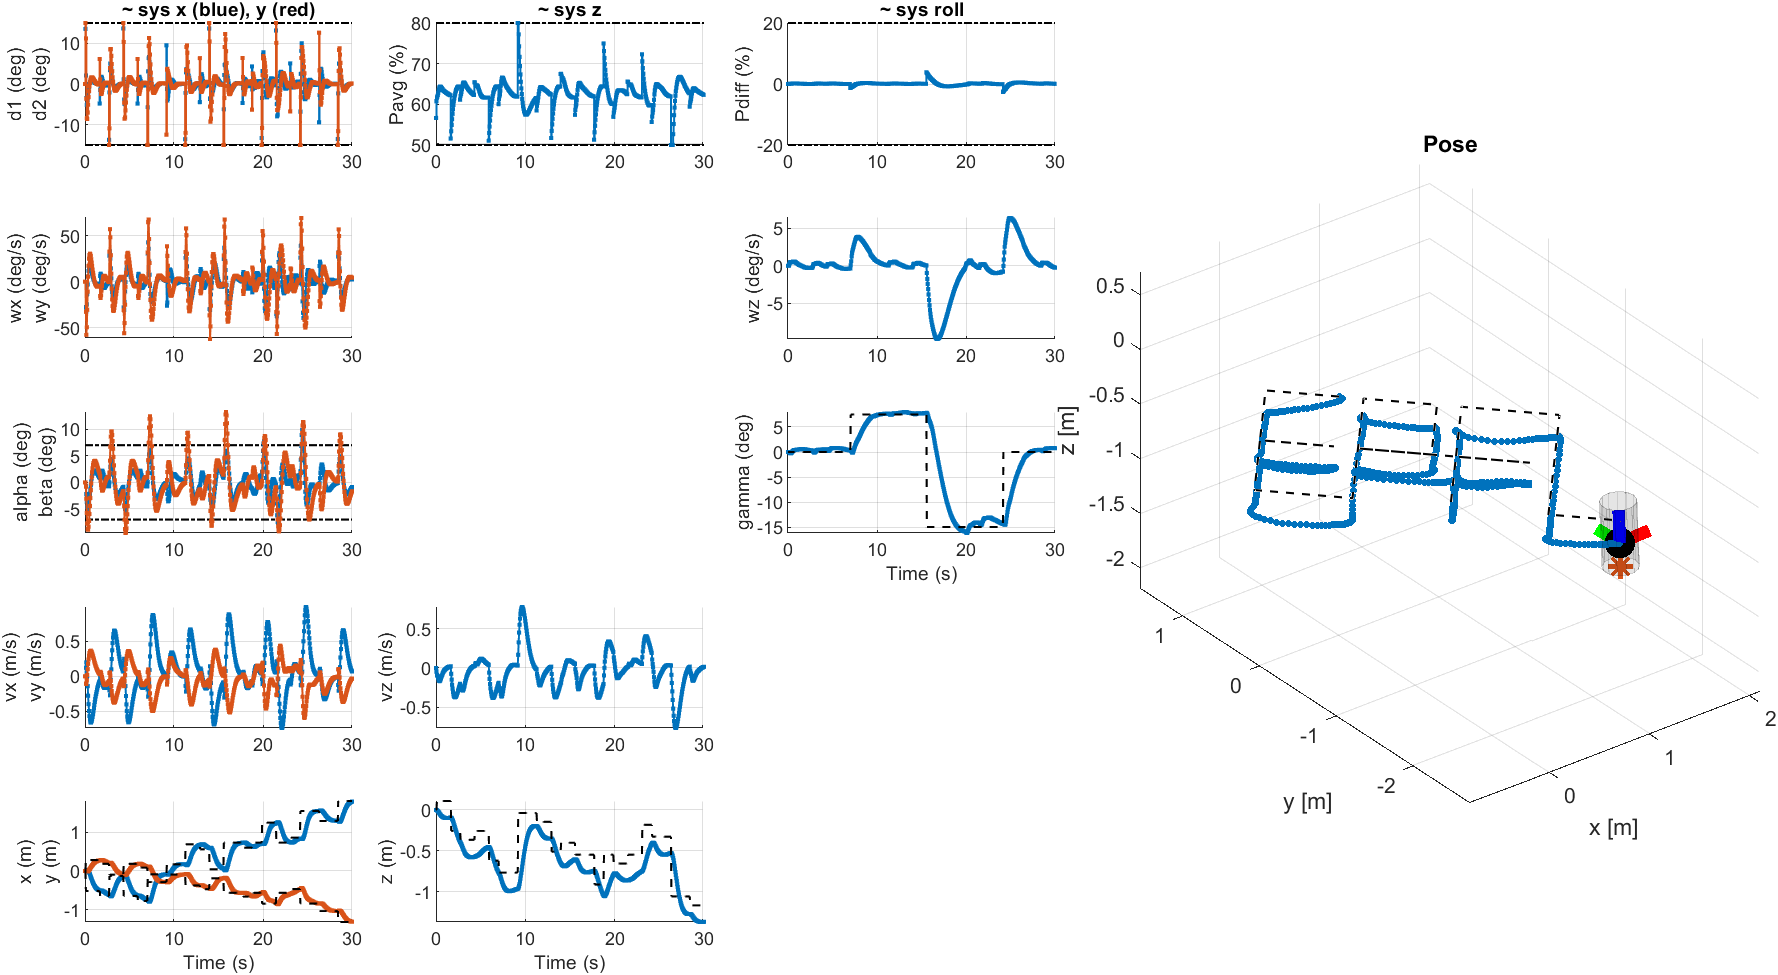 ~ sys x (blue), y (red)
d1 (deg)
d2 (deg)
10
0
-10
0 10 20 30
~ sys z
Pavg (%)
80
70
60
50
0 10 20 30
~ sys roll
Pdiff (%)
20
0
-20
0 20 30
wx (deg/s)
wy (deg/s)
50
0
-50
0 10 20 30
wz (deg/s)
5
0
-5
0 10 20 30
alpha (deg)
beta (deg)
10
5
0
-5
0 10 20 30
gamma (deg)
5
0
-5
-10
-15
0 10 20 30
Time (s)
vx (m/s)
vy (m/s)
0.5
0
-0.5
0 10 20 30
vz (m/s)
0.5
0
-0.5
0 10 20 30
x (m)
y (m)
1
0
-1
0 10 20 30
Time (s)
z (m)
0
-0.5
-1
0 10 20 30
Time (s)
Pose
z [m]
0.5
0
-0.5
-1
-1.5
-2
1
0
-1
-2
y [m]
0
1
2
x [m]